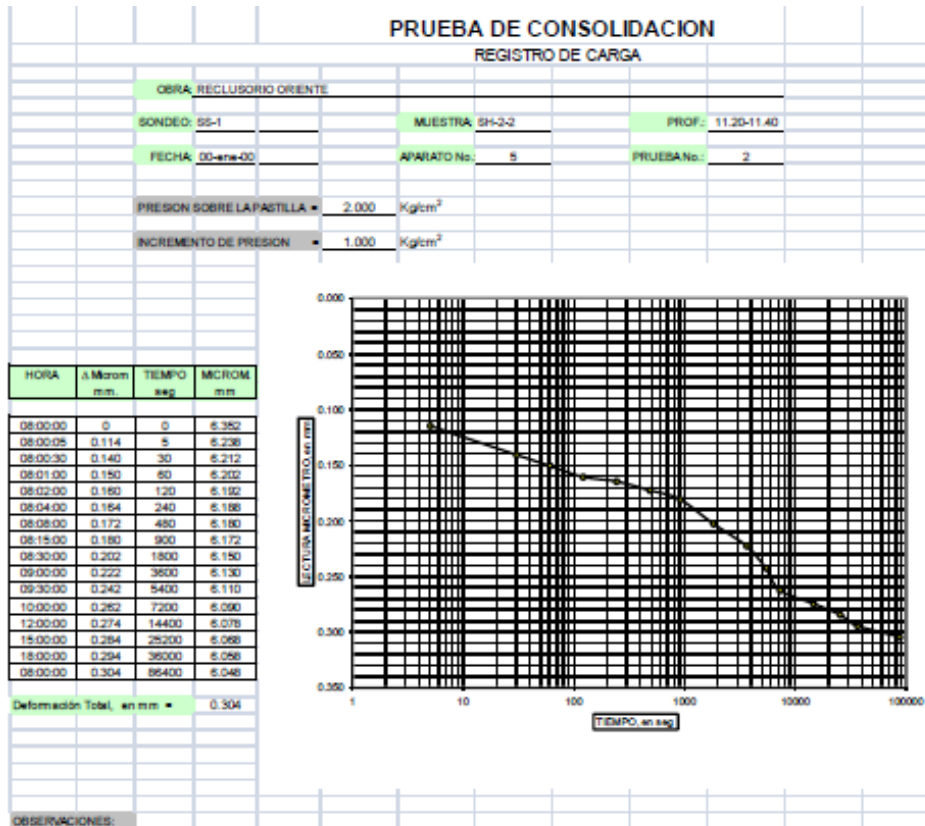 PRUEBA DE CONSOLIDACION
REGISTRO DE CARGA
OBRA: RECLUSORIO ORIENTE
SONDEO: SS-1 MUESTRA: SH-2-2 PROF.: 11.20-11.40
FECHA: 00-ene-00 APARATO No.: 5 PRUEBA No.: 2
PRESION SOBRE LA PASTILLA = 2.000 Kg/cm²
INCREMENTO DE PRESION = 1.000 Kg/cm²
HORA Δ Microm TIEMPO MICROM.
mm. seg mm
08:00:00 0 0 6.352
08:00:05 0.114 5 6.238
08:00:30 0.140 30 6.212
08:01:00 0.150 60 6.202
08:02:00 0.160 120 6.192
08:04:00 0.164 240 6.188
08:08:00 0.172 480 6.180
08:15:00 0.180 900 6.172
08:30:00 0.202 1800 6.150
09:00:00 0.222 3600 6.130
09:30:00 0.242 5400 6.110
10:00:00 0.262 7200 6.090
12:00:00 0.274 14400 6.078
15:00:00 0.284 25200 6.068
18:00:00 0.294 36000 6.058
08:00:00 0.304 86400 6.048
Deformación Total, en mm = 0.304
LECTURA MICROMETRO, en mm
0.000
0.050
0.100
0.150
0.200
0.250
0.300
0.350
1 10 100 1000 10000 100000
TIEMPO, en seg
OBSERVACIONES: